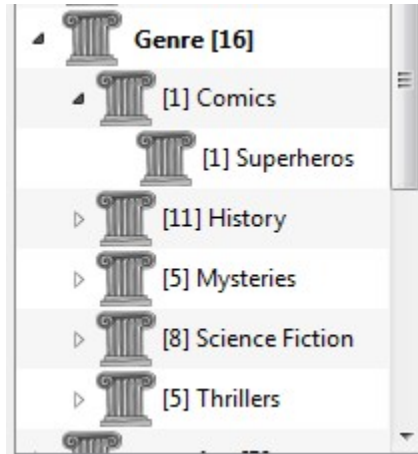 Genre [16]
[1] Comics
[1] Superheros
[11] History
[5] Mysteries
[8] Science Fiction
[5] Thrillers